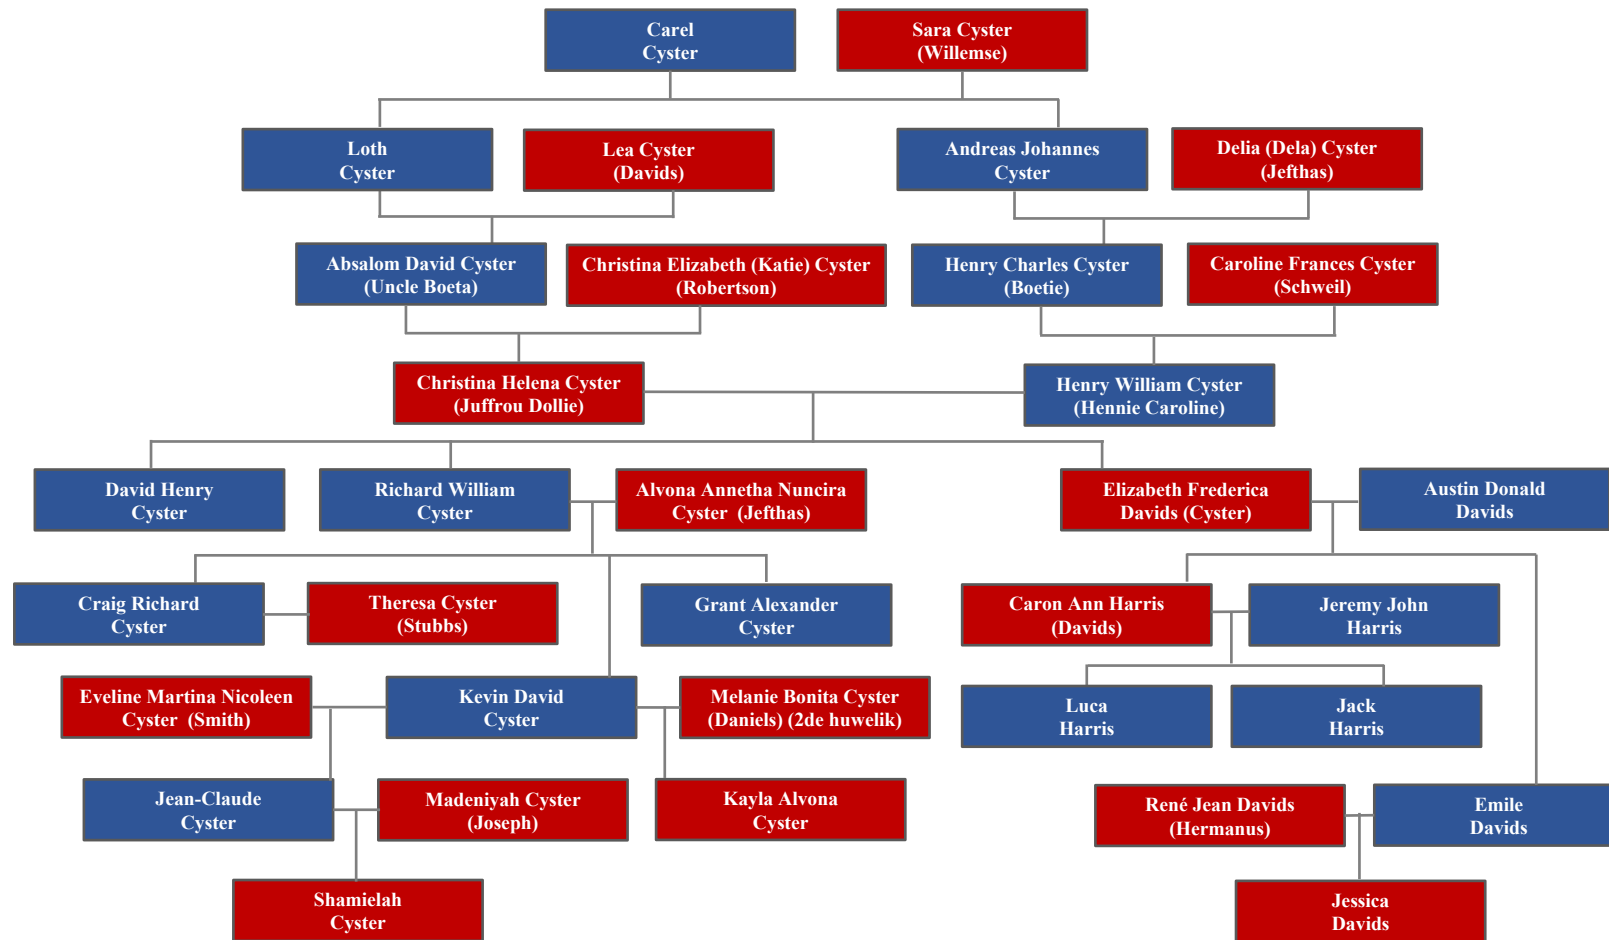 Carel
Cyster
Sara Cyster
(Willemse)
Loth
Cyster
Lea Cyster
(Davids)
Andreas Johannes
Cyster
Delia (Dela) Cyster
(Jefthas)
Absalom David Cyster
(Uncle Boeta)
Christina Elizabeth (Katie) Cyster
(Robertson)
Henry Charles Cyster
(Boetie)
Caroline Frances Cyster
(Schweil)
Christina Helena Cyster
(Juffrou Dollie)
Henry William Cyster
(Hennie Caroline)
David Henry
Cyster
Richard William
Cyster
Alvona Annetha Nuncira
Cyster (Jefthas)
Elizabeth Frederica
Davids (Cyster)
Austin Donald
Davids
Craig Richard
Cyster
Theresa Cyster
(Stubbs)
Grant Alexander
Cyster
Caron Ann Harris
(Davids)
Jeremy John
Harris
Eveline Martina Nicoleen
Cyster (Smith)
Kevin David
Cyster
Melanie Bonita Cyster
(Daniels) (2de huwelik)
Luca
Harris
Jack
Harris
Jean-Claude
Cyster
Madeniyah Cyster
(Joseph)
Kayla Alvona
Cyster
René Jean Davids
(Hermanus)
Emile
Davids
Shamielah
Cyster
Jessica
Davids